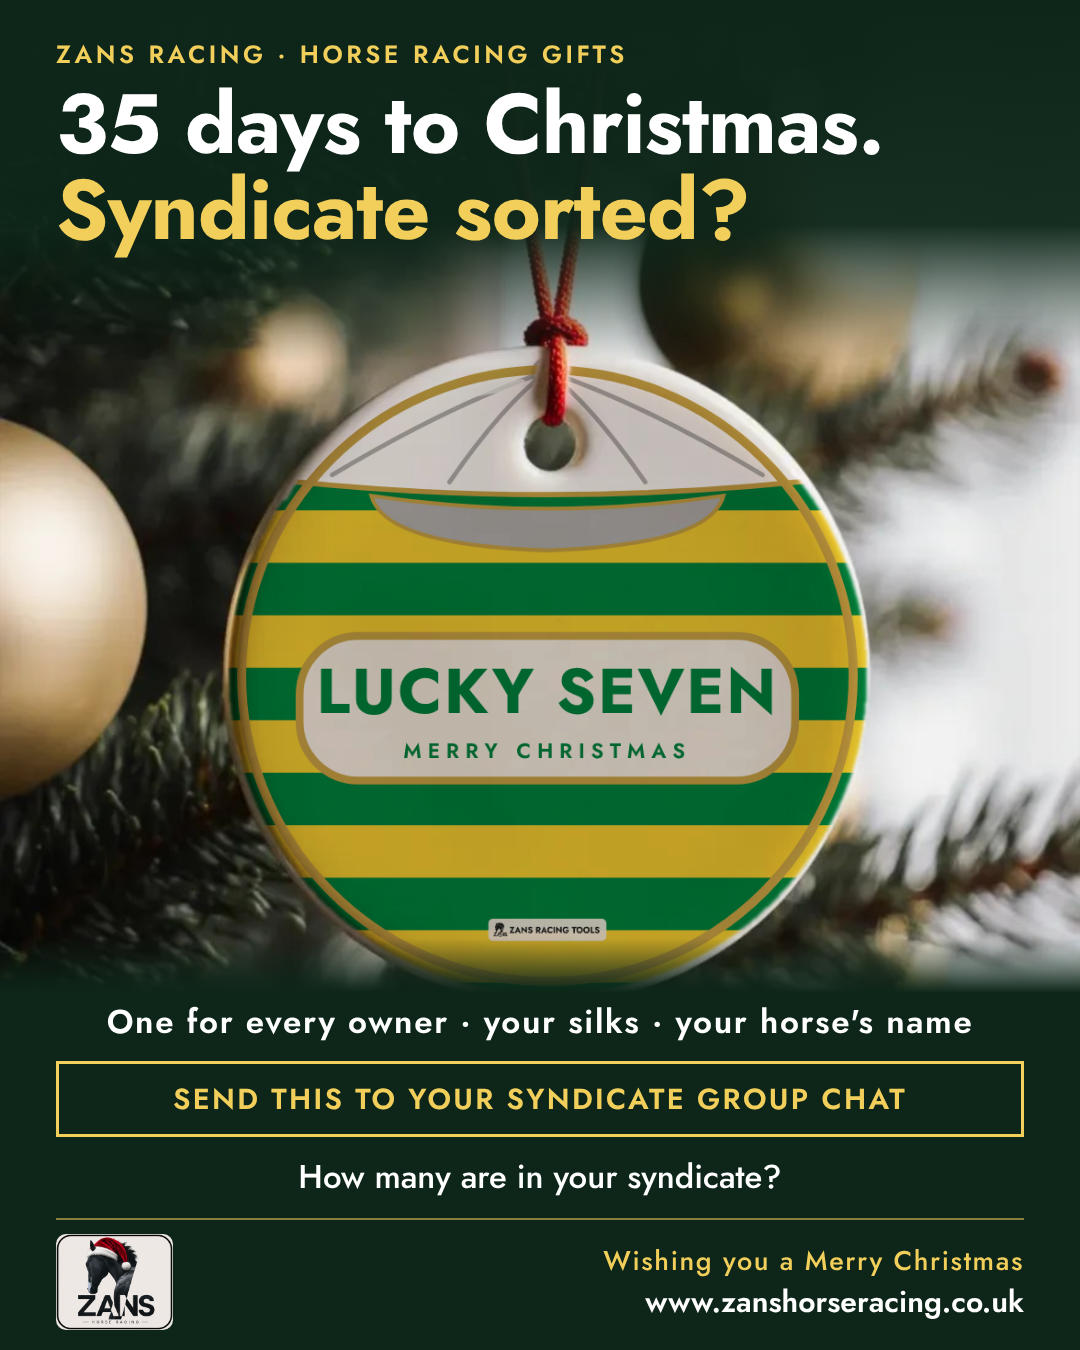 ZANS RACING · HORSE RACING GIFTS
35 days to Christmas.
Syndicate sorted?
LUCKY SEVEN
MERRY CHRISTMAS
ZANS RACING TOOLS
One for every owner · your silks · your horse's name
SEND THIS TO YOUR SYNDICATE GROUP CHAT
How many are in your syndicate?
ZANS
HORSE RACING
Wishing you a Merry Christmas
www.zanshorseracing.co.uk